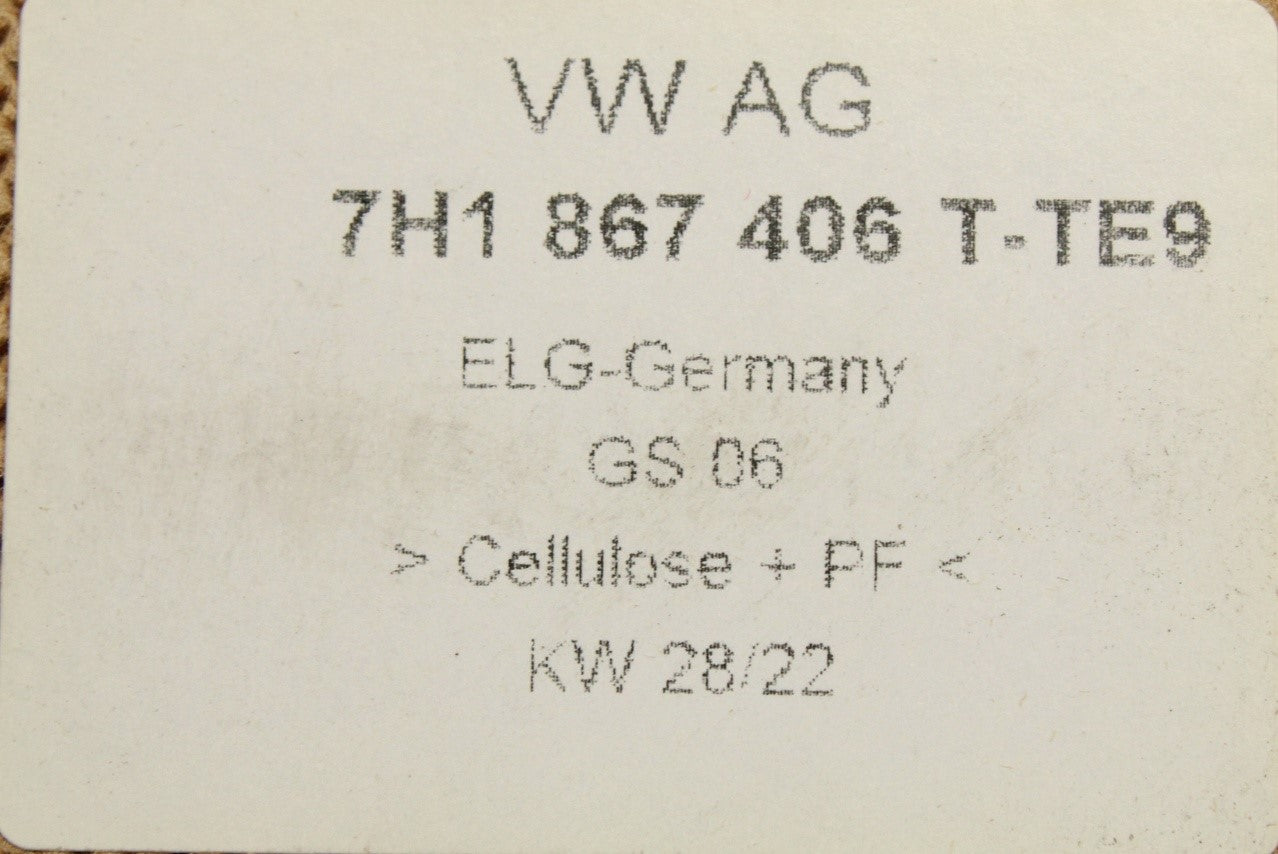 VW AG
7H1 867 406 T-TE9
ELG-Germany
GS 06
> Cellulose + PF <
KW 28/22